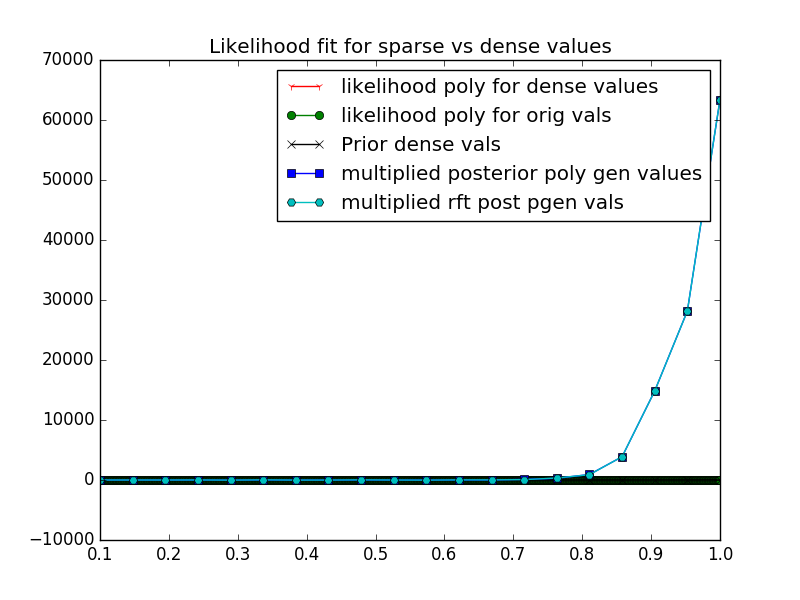 Likelihood fit for sparse vs dense values
70000
60000
50000
40000
30000
20000
10000
0
−10000
likelihood poly for dense values
likelihood poly for orig vals
Prior dense vals
multiplied posterior poly gen values
multiplied rft post pgen vals
0.1 0.2 0.3 0.4 0.5 0.6 0.7 0.8 0.9 1.0